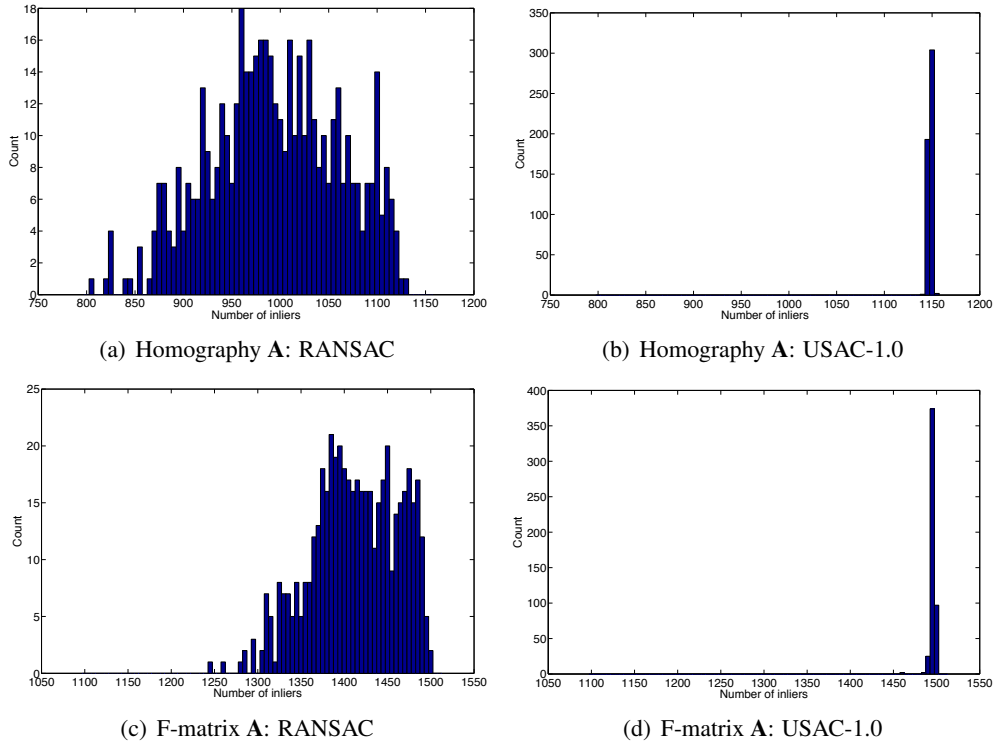 18
16
14
12
10
8
6
4
2
0
Count
750 800 850 900 950 1000 1050 1100 1150 1200
Number of inliers
(a) Homography A: RANSAC
350
300
250
200
150
100
50
0
Count
750 800 850 900 950 1000 1050 1100 1150 1200
Number of inliers
(b) Homography A: USAC-1.0
25
20
15
10
5
0
Count
1050 1100 1150 1200 1250 1300 1350 1400 1450 1500 1550
Number of inliers
(c) F-matrix A: RANSAC
400
350
300
250
200
150
100
50
0
Count
1050 1100 1150 1200 1250 1300 1350 1400 1450 1500 1550
Number of inliers
(d) F-matrix A: USAC-1.0